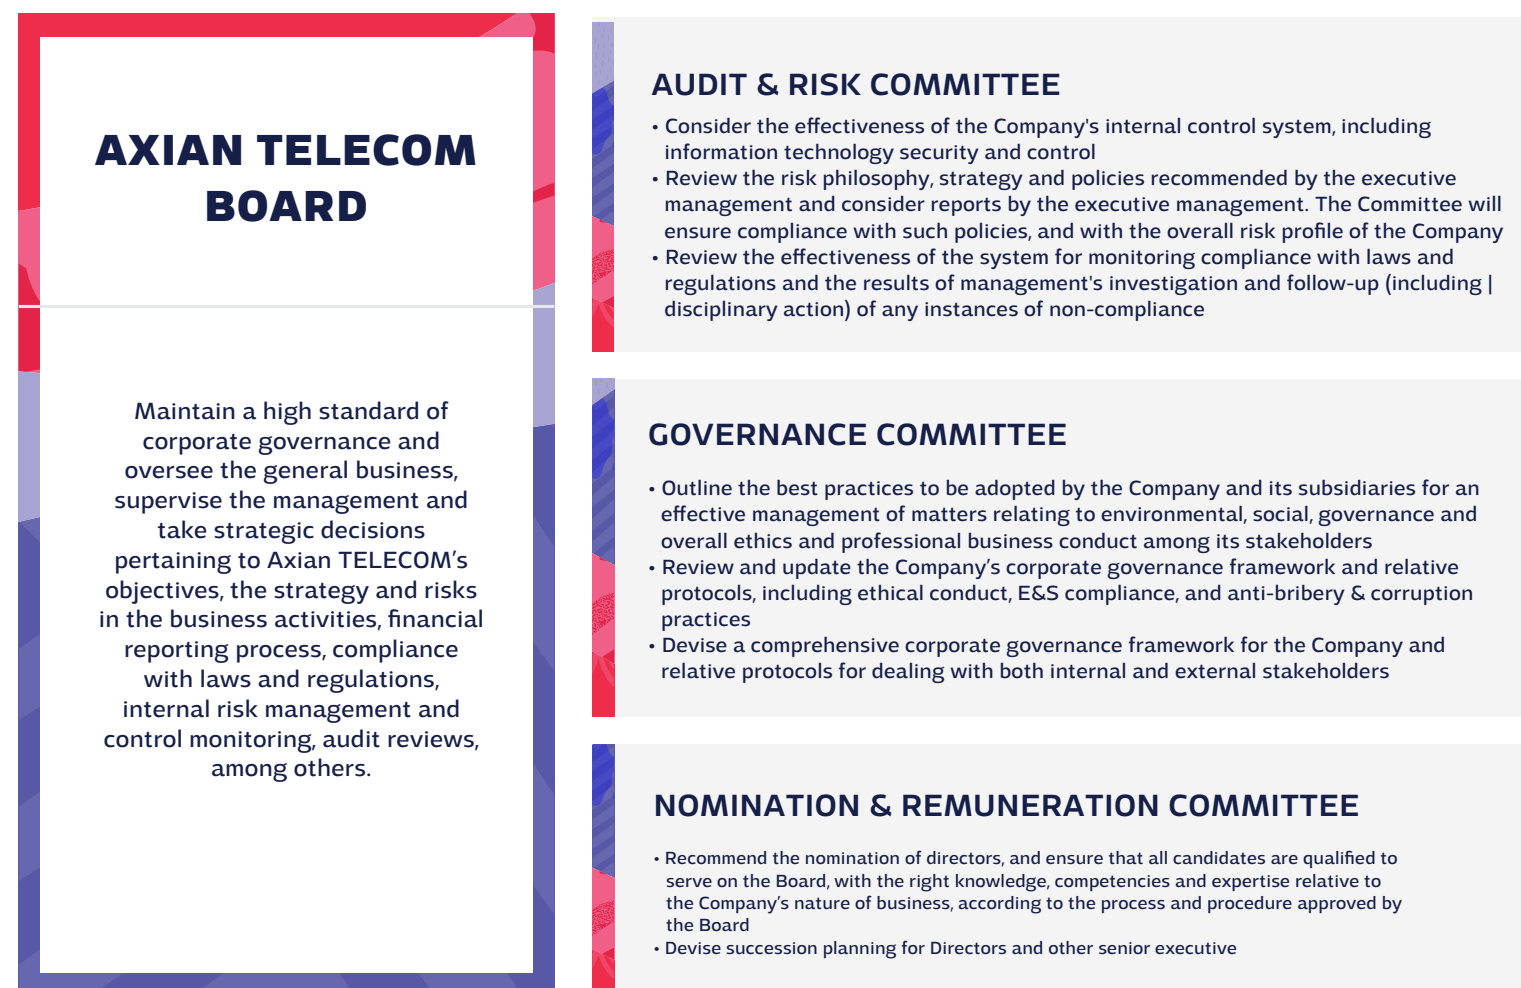 AXIAN TELECOM
BOARD
Maintain a high standard of
corporate governance and
oversee the general business,
supervise the management and
take strategic decisions
pertaining to Axian TELECOM’s
objectives, the strategy and risks
in the business activities, financial
reporting process, compliance
with laws and regulations,
internal risk management and
control monitoring, audit reviews,
among others.
AUDIT & RISK COMMITTEE
• Consider the effectiveness of the Company's internal control system, including
information technology security and control
• Review the risk philosophy, strategy and policies recommended by the executive
management and consider reports by the executive management. The Committee will
ensure compliance with such policies, and with the overall risk profile of the Company
• Review the effectiveness of the system for monitoring compliance with laws and
regulations and the results of management's investigation and follow-up (including |
disciplinary action) of any instances of non-compliance
GOVERNANCE COMMITTEE
• Outline the best practices to be adopted by the Company and its subsidiaries for an
effective management of matters relating to environmental, social, governance and
overall ethics and professional business conduct among its stakeholders
• Review and update the Company’s corporate governance framework and relative
protocols, including ethical conduct, E&S compliance, and anti-bribery & corruption
practices
• Devise a comprehensive corporate governance framework for the Company and
relative protocols for dealing with both internal and external stakeholders
NOMINATION & REMUNERATION COMMITTEE
• Recommend the nomination of directors, and ensure that all candidates are qualified to
serve on the Board, with the right knowledge, competencies and expertise relative to
the Company’s nature of business, according to the process and procedure approved by
the Board
• Devise succession planning for Directors and other senior executive